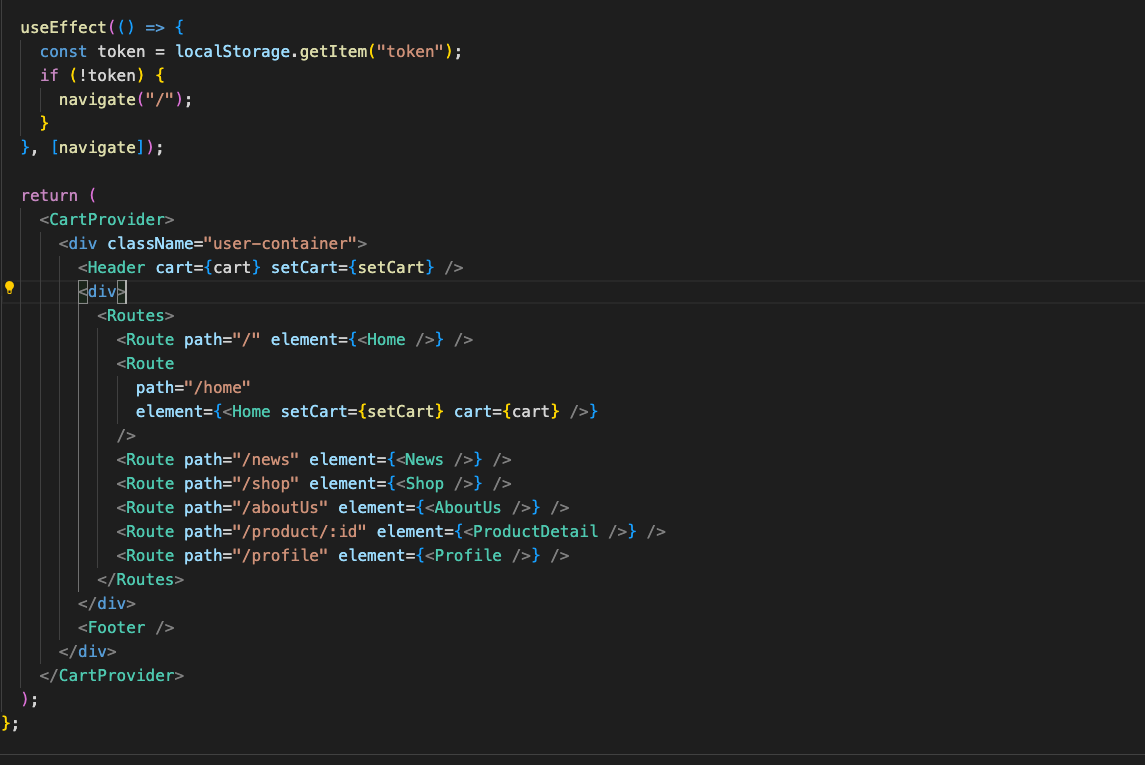 useEffect(() => {
const token = localStorage.getItem("token");
if (!token) {
navigate("/");
}
}, [navigate]);
return (
<CartProvider>
<div className="user-container">
<Header cart={cart} setCart={setCart} />
<div>
<Routes>
<Route path="/" element={<Home />} />
<Route
path="/home"
element={<Home setCart={setCart} cart={cart} />}
/>
<Route path="/news" element={<News />} />
<Route path="/shop" element={<Shop />} />
<Route path="/aboutUs" element={<AboutUs />} />
<Route path="/product/:id" element={<ProductDetail />} />
<Route path="/profile" element={<Profile />} />
</Routes>
</div>
<Footer />
</div>
</CartProvider>
);
};